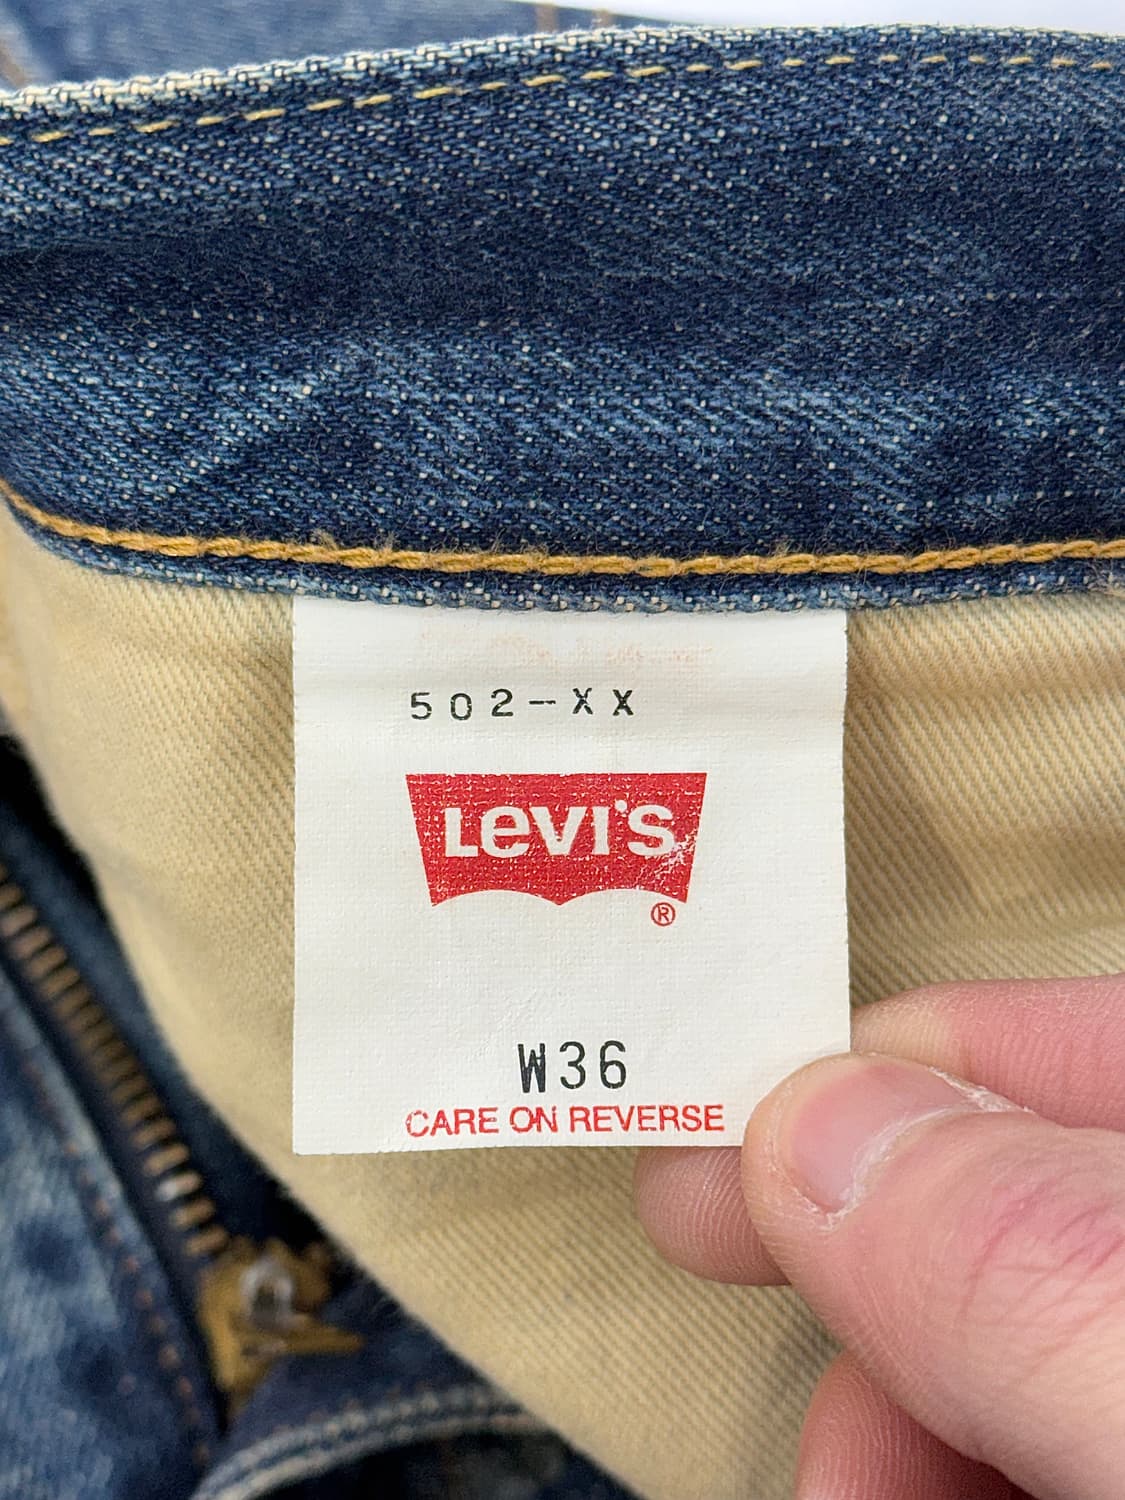 502-XX
LEVI'S
®
W36
CARE ON REVERSE